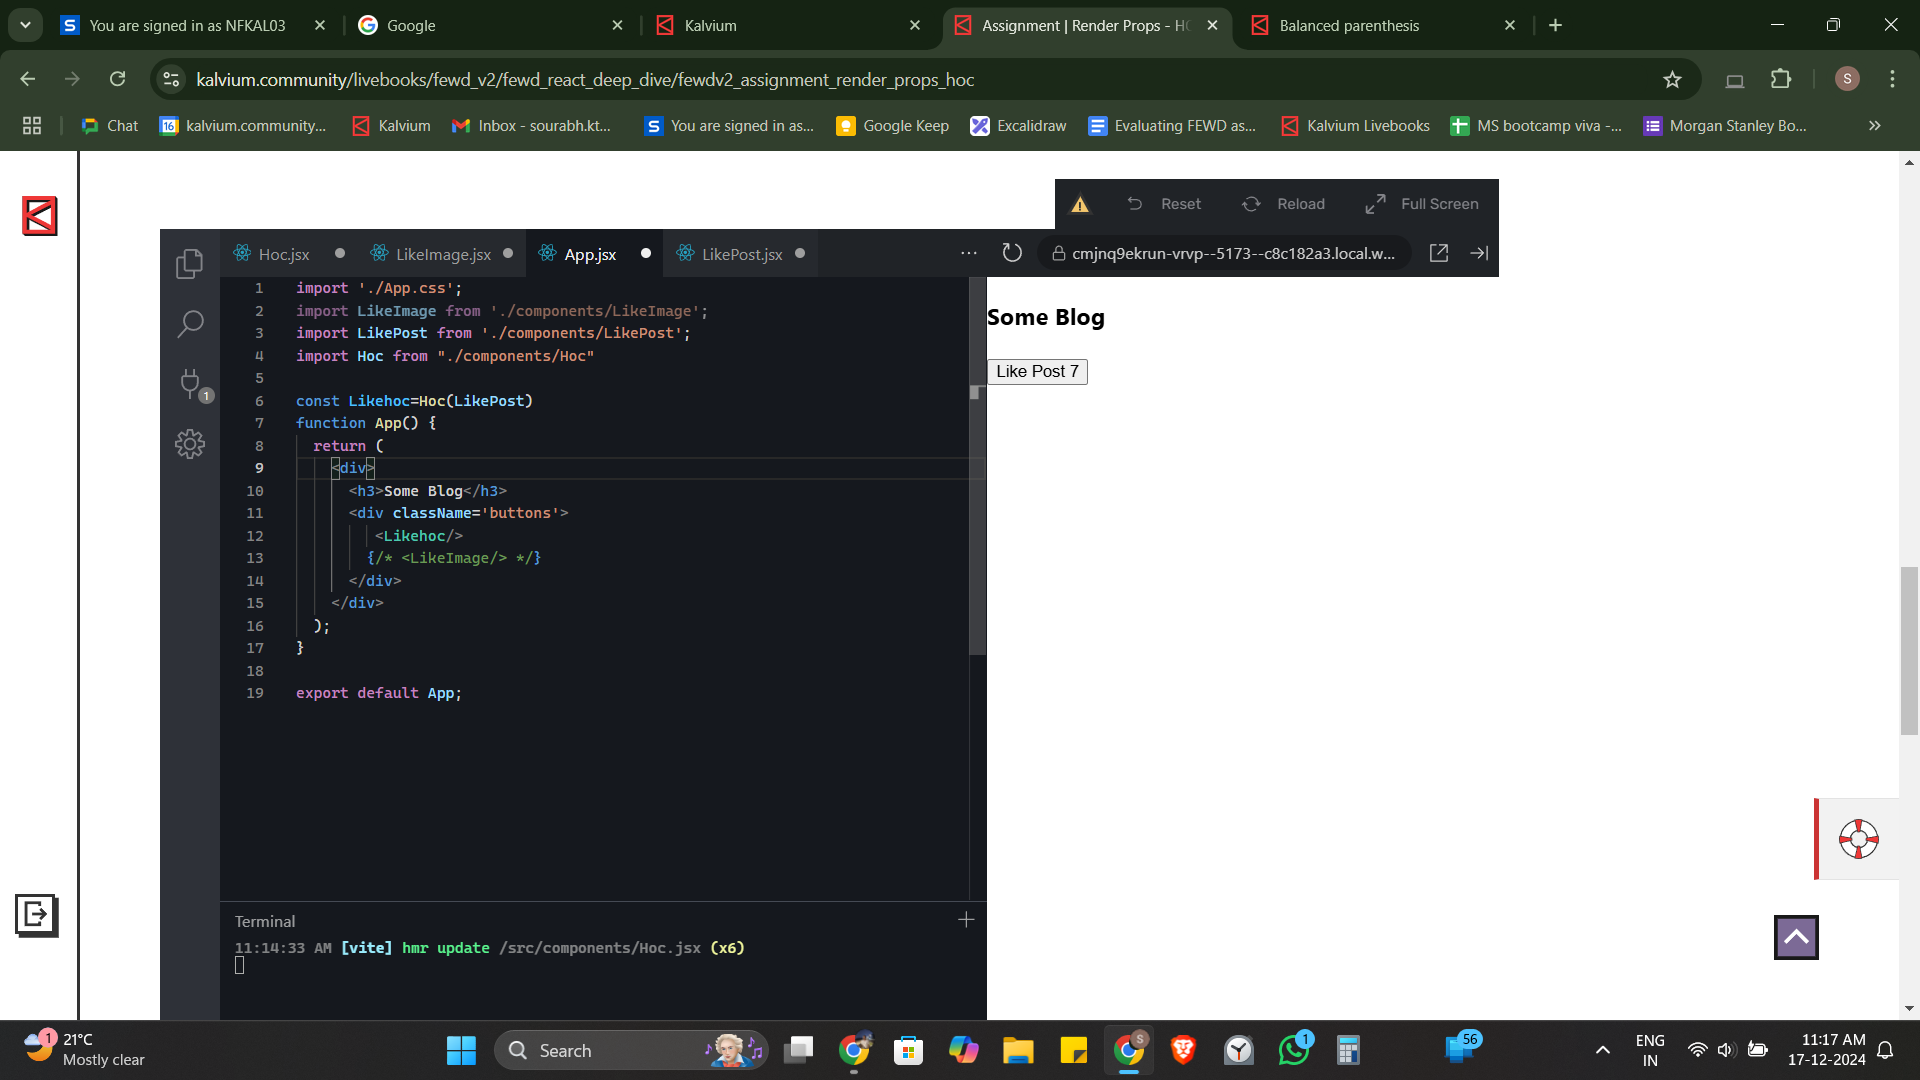 You are signed in as NFKAL03
Google
Kalvium
Assignment | Render Props - HO
Balanced parenthesis
kalvium.community/livebooks/fewd_v2/fewd_react_deep_dive/fewdv2_assignment_render_props_hoc
S
Chat
16 kalvium.community...
Kalvium
Inbox - sourabh.kt...
S You are signed in as...
Google Keep
Excalidraw
Evaluating FEWD as...
Kalvium Livebooks
MS bootcamp viva -...
Morgan Stanley Bo...
Reset
Reload
Full Screen
Hoc.jsx
LikeImage.jsx
App.jsx
LikePost.jsx
cmjnq9ekrun-vrvp--5173--c8c182a3.local.w...
1 import './App.css';
2 import LikeImage from './components/LikeImage';
3 import LikePost from './components/LikePost';
4 import Hoc from "./components/Hoc"
5
6 const Likehoc=Hoc(LikePost)
7 function App() {
8 return (
9 <div>
10 <h3>Some Blog</h3>
11 <div className='buttons'>
12 <Likehoc/>
13 {/* <LikeImage/> */}
14 </div>
15 </div>
16 );
17 }
18
19 export default App;
1
Some Blog
Like Post 7
Terminal
11:14:33 AM [vite] hmr update /src/components/Hoc.jsx (x6)
1
21°C
Mostly clear
Search
S
1
56
ENG
IN
11:17 AM
17-12-2024